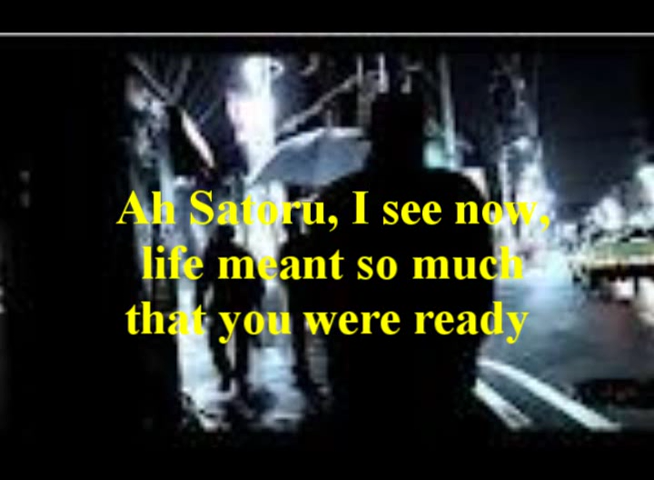 Ah Satoru, I see now,
life meant so much
that you were ready